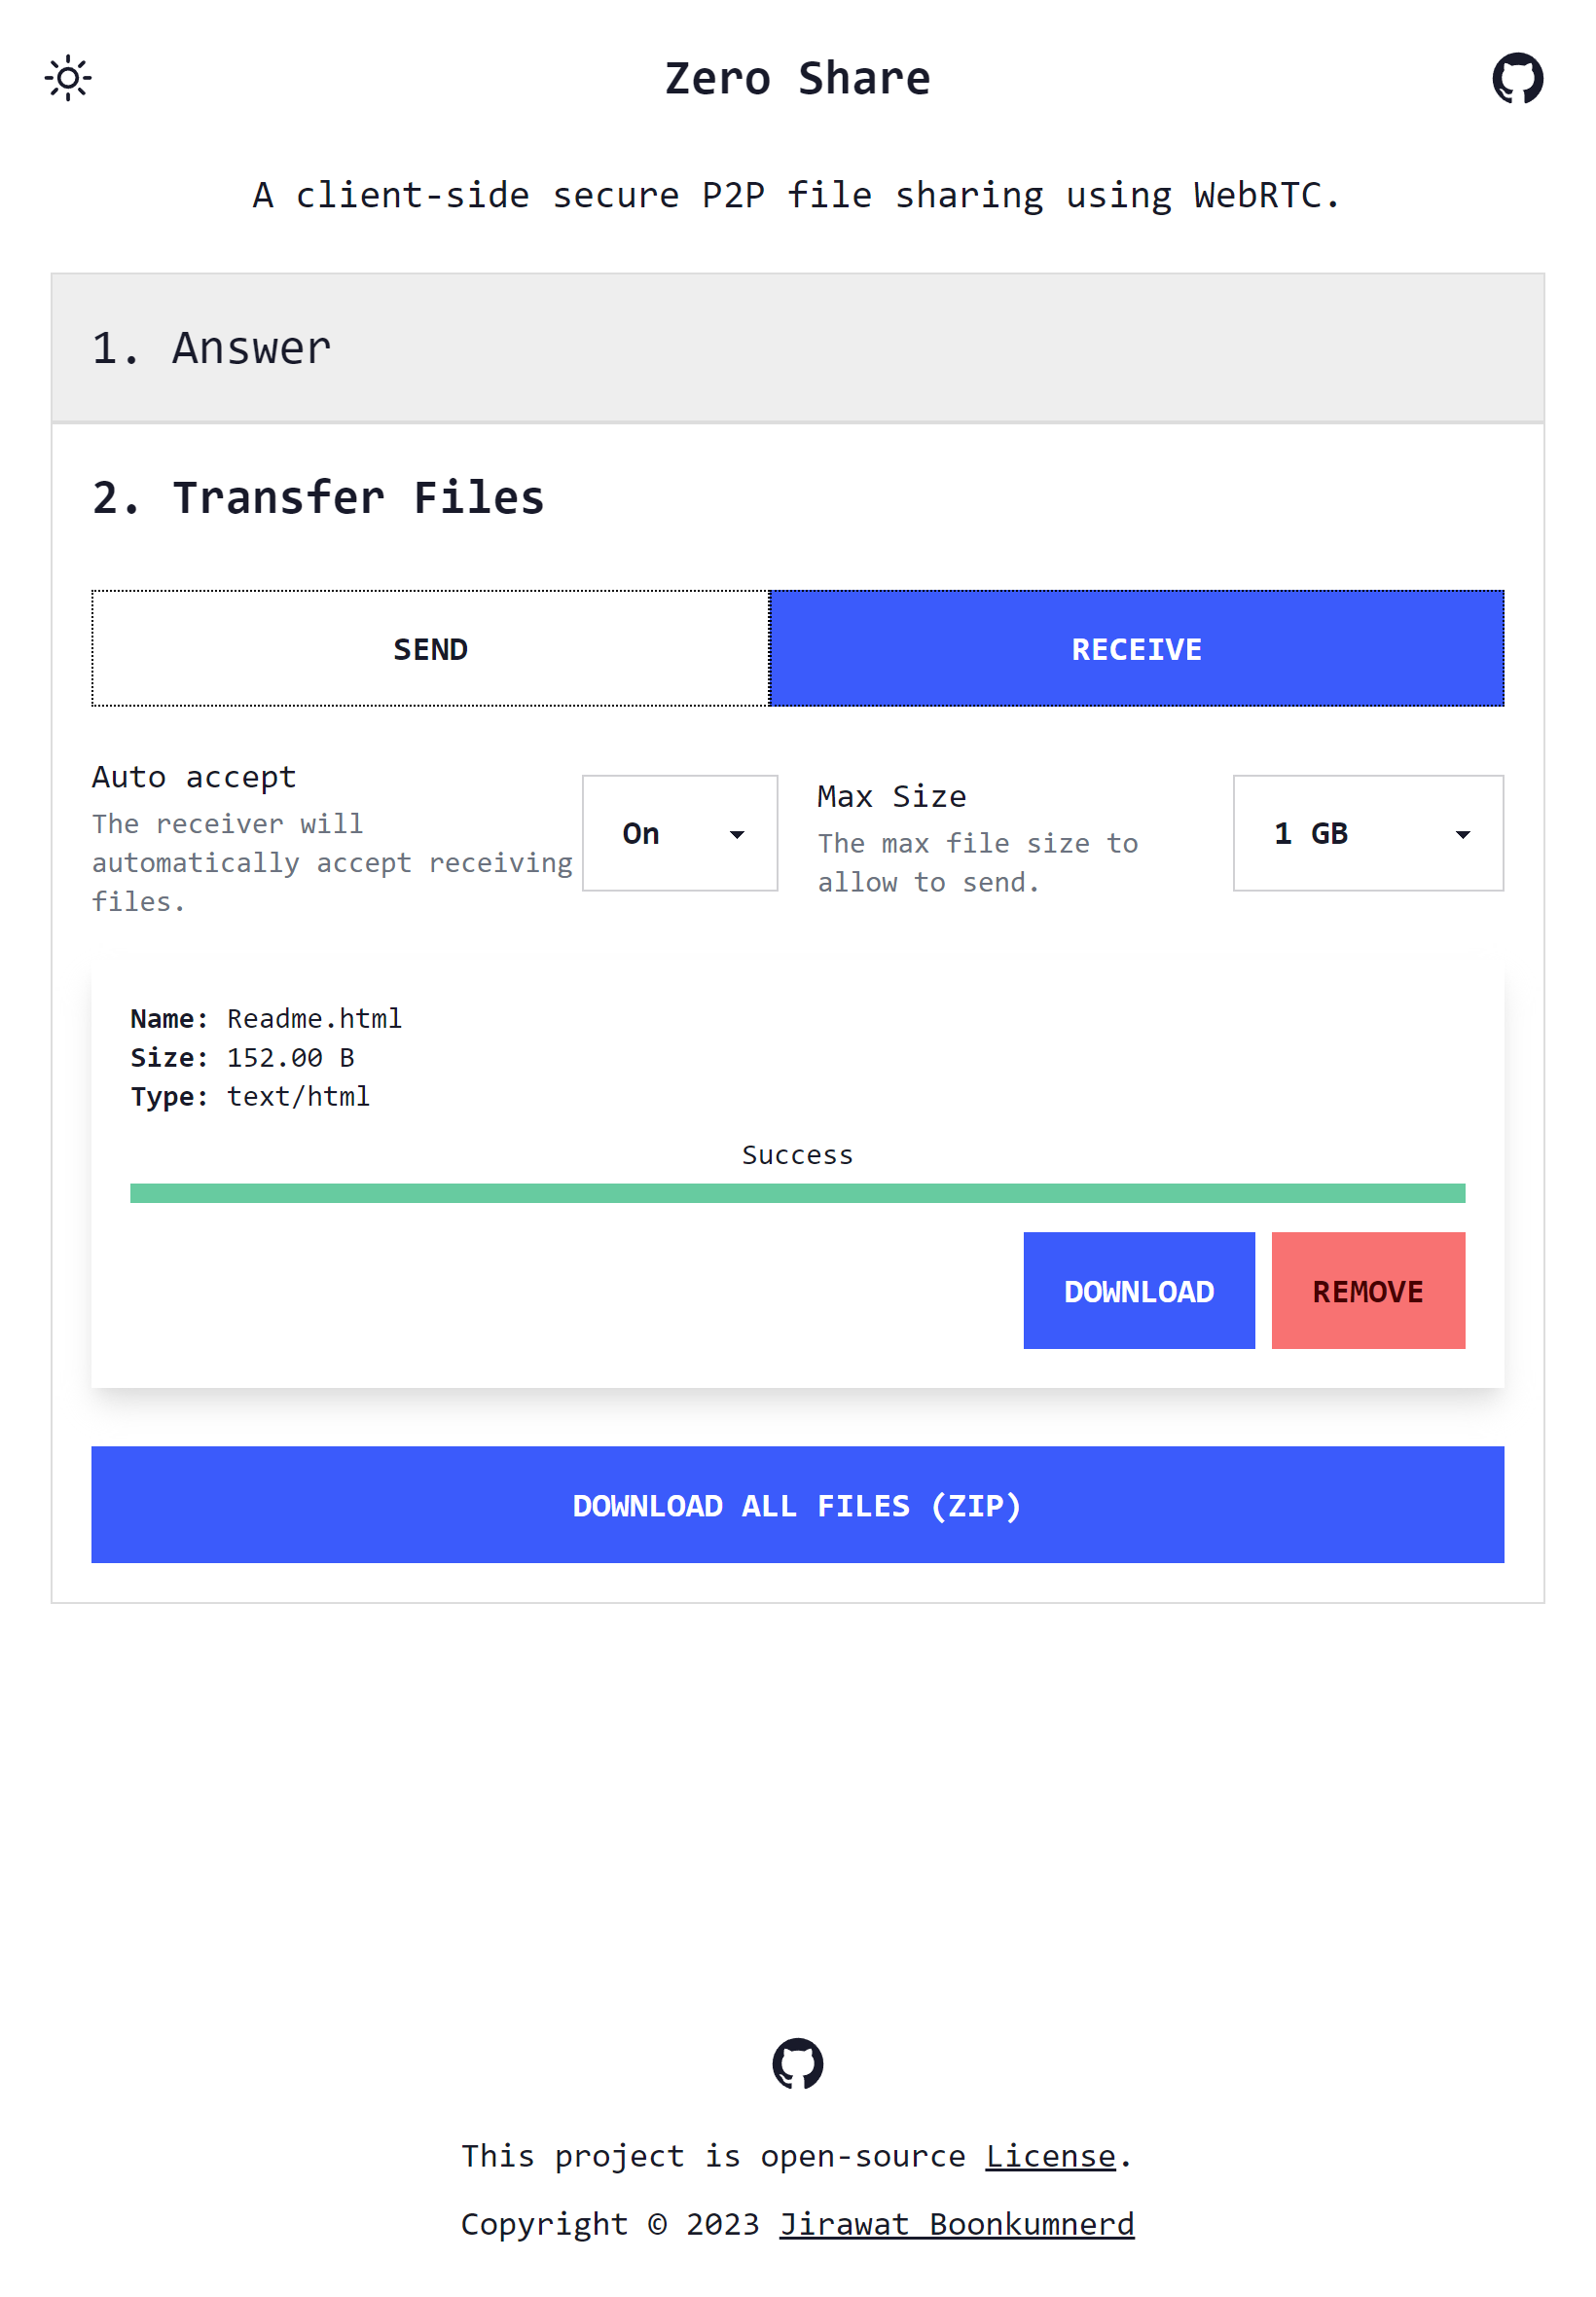 Zero Share
A client-side secure P2P file sharing using WebRTC.
1. Answer
2. Transfer Files
SEND
RECEIVE
Auto accept
The receiver will
automatically accept receiving
files.
On
Max Size
The max file size to
allow to send.
1 GB
Name: Readme.html
Size: 152.00 B
Type: text/html
Success
DOWNLOAD
REMOVE
DOWNLOAD ALL FILES (ZIP)
This project is open-source License.
Copyright © 2023 Jirawat Boonkumnerd